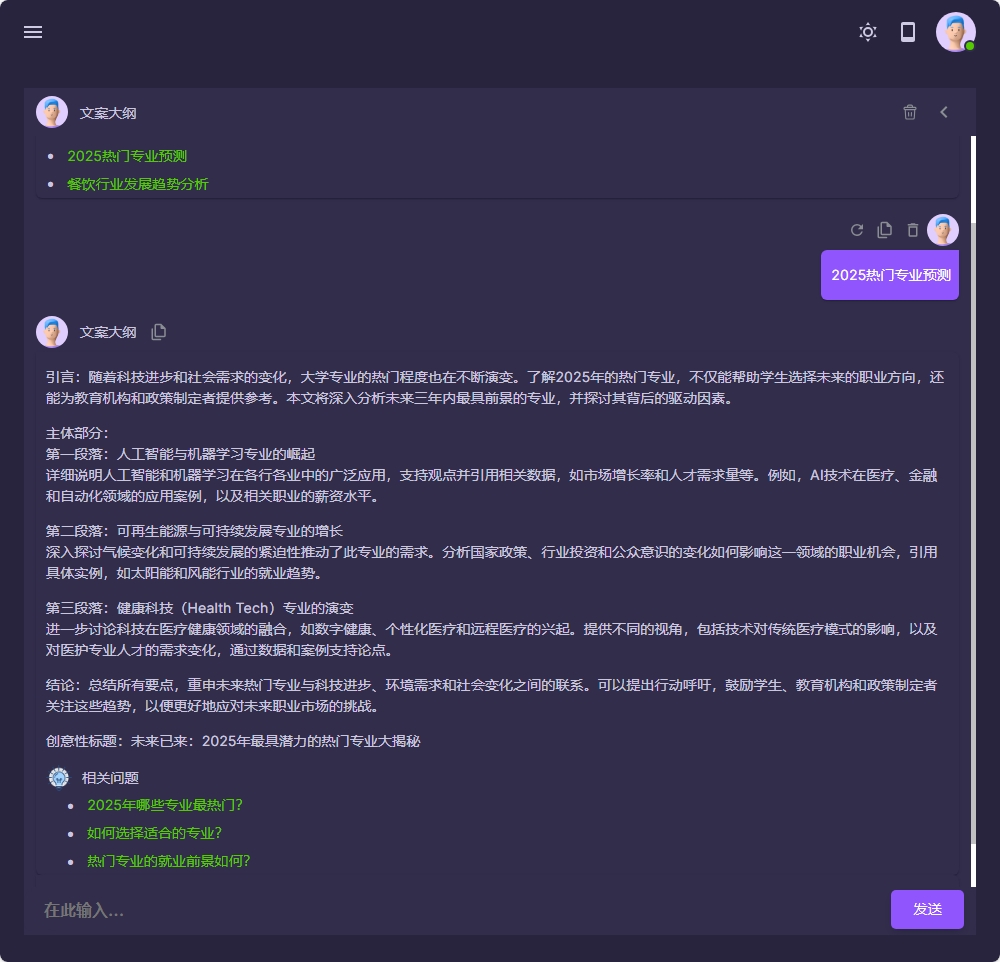 文案大纲
2025热门专业预测
餐饮行业发展趋势分析
2025热门专业预测
文案大纲
引言：随着科技进步和社会需求的变化，大学专业的热门程度也在不断演变。了解2025年的热门专业，不仅能帮助学生选择未来的职业方向，还
能为教育机构和政策制定者提供参考。本文将深入分析未来三年内最具前景的专业，并探讨其背后的驱动因素。
主体部分：
第一段落：人工智能与机器学习专业的崛起
详细说明人工智能和机器学习在各行各业中的广泛应用，支持观点并引用相关数据，如市场增长率和人才需求量等。例如，AI技术在医疗、金融
和自动化领域的应用案例，以及相关职业的薪资水平。
第二段落：可再生能源与可持续发展专业的增长
深入探讨气候变化和可持续发展的紧迫性推动了此专业的需求。分析国家政策、行业投资和公众意识的变化如何影响这一领域的职业机会，引用
具体实例，如太阳能和风能行业的就业趋势。
第三段落：健康科技（Health Tech）专业的演变
进一步讨论科技在医疗健康领域的融合，如数字健康、个性化医疗和远程医疗的兴起。提供不同的视角，包括技术对传统医疗模式的影响，以及
对医护专业人才的需求变化，通过数据和案例支持论点。
结论：总结所有要点，重申未来热门专业与科技进步、环境需求和社会变化之间的联系。可以提出行动呼吁，鼓励学生、教育机构和政策制定者
关注这些趋势，以便更好地应对未来职业市场的挑战。
创意性标题：未来已来：2025年最具潜力的热门专业大揭秘
相关问题
2025年哪些专业最热门？
如何选择适合的专业？
热门专业的就业前景如何？
在此输入...
发送